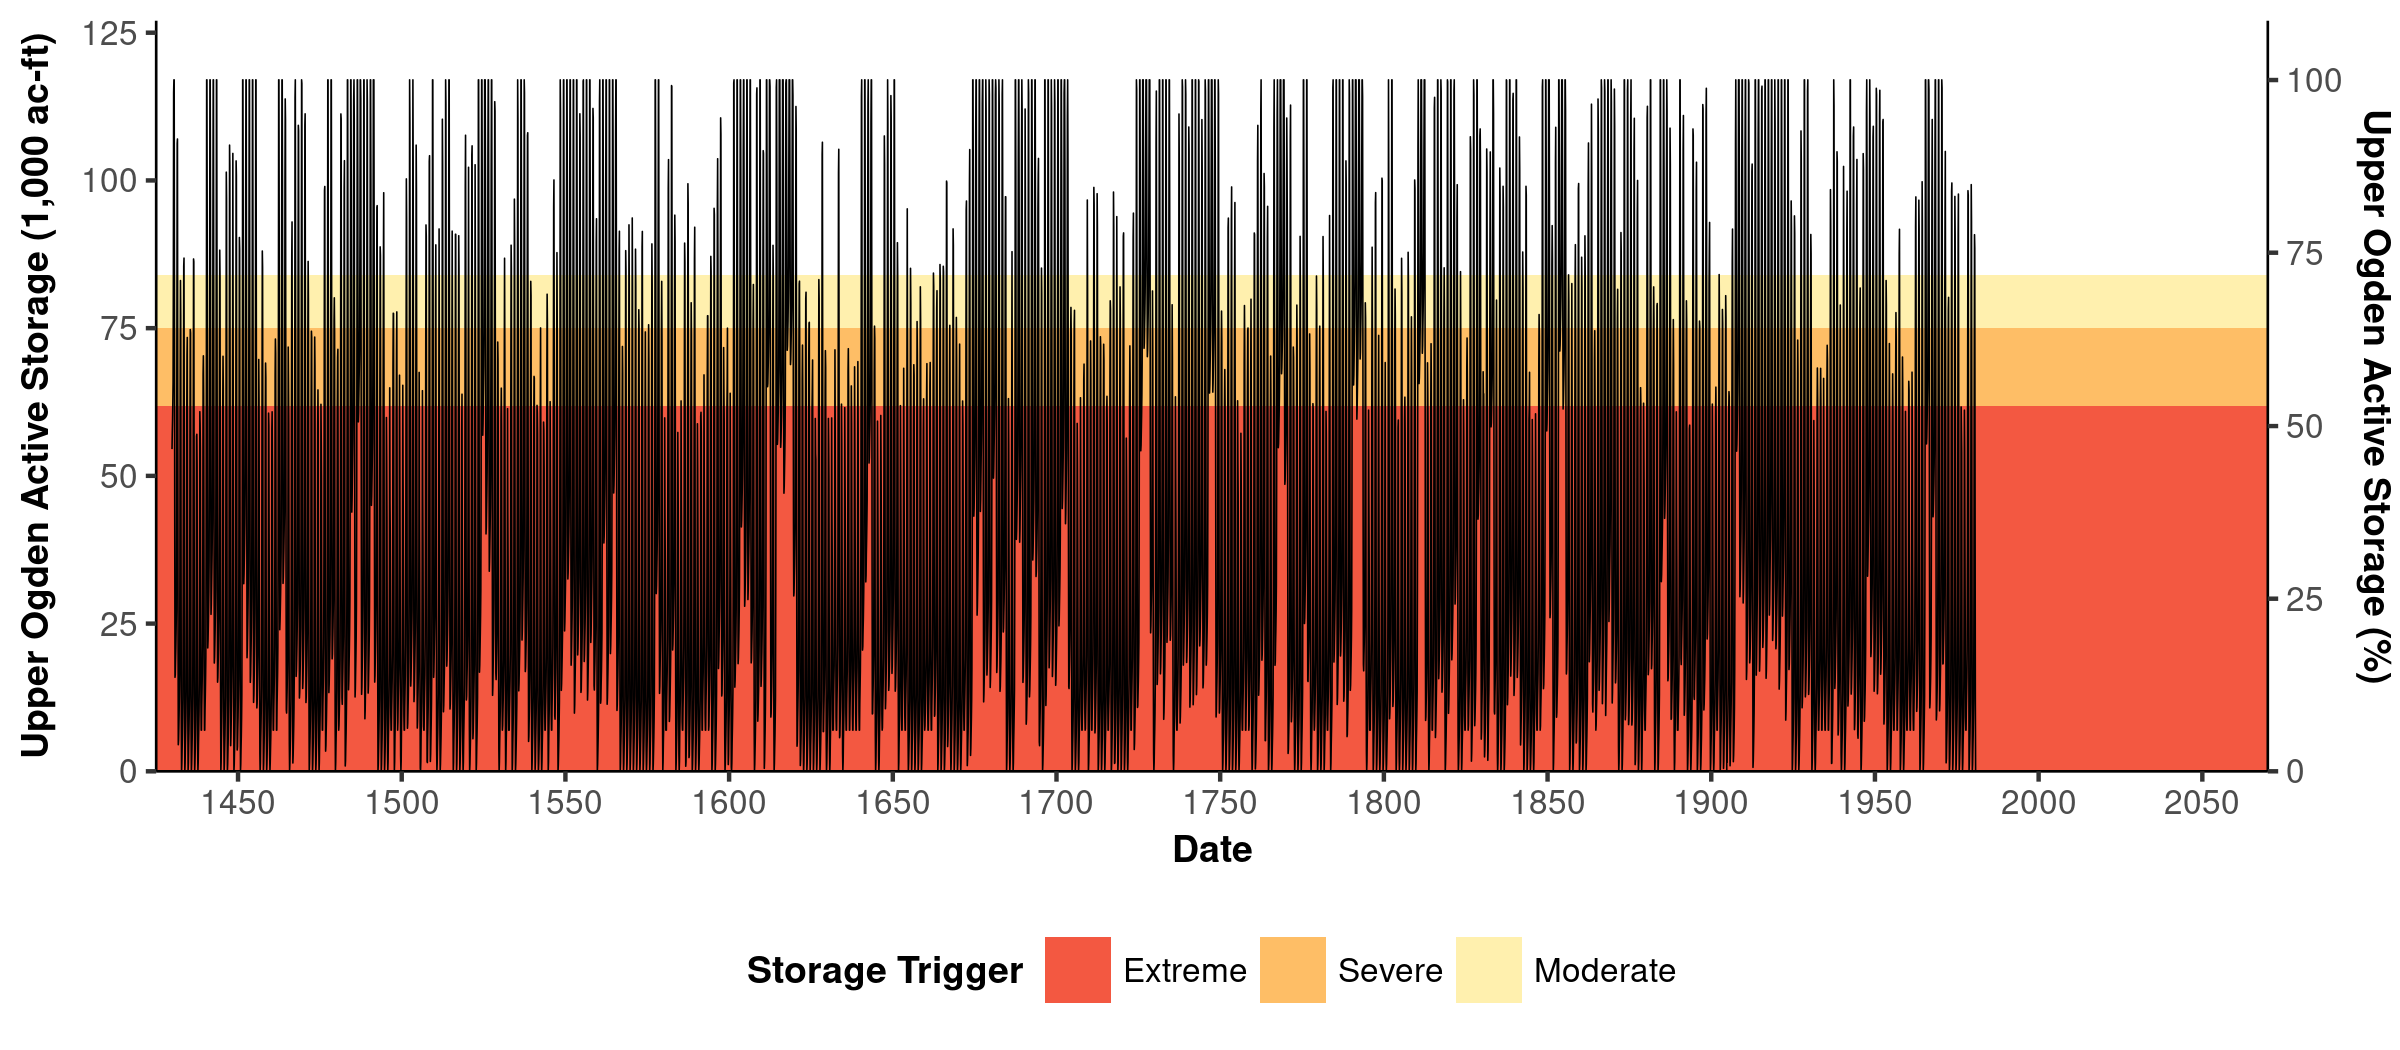 Upper Ogden Active Storage (1,000 ac-ft)
125
100
75
50
25
0
1450 1500 1550 1600 1650 1700 1750 1800 1850 1900 1950 2000 2050
Date
100
75
50
25
0
Upper Ogden Active Storage (%)
Storage Trigger Extreme Severe Moderate